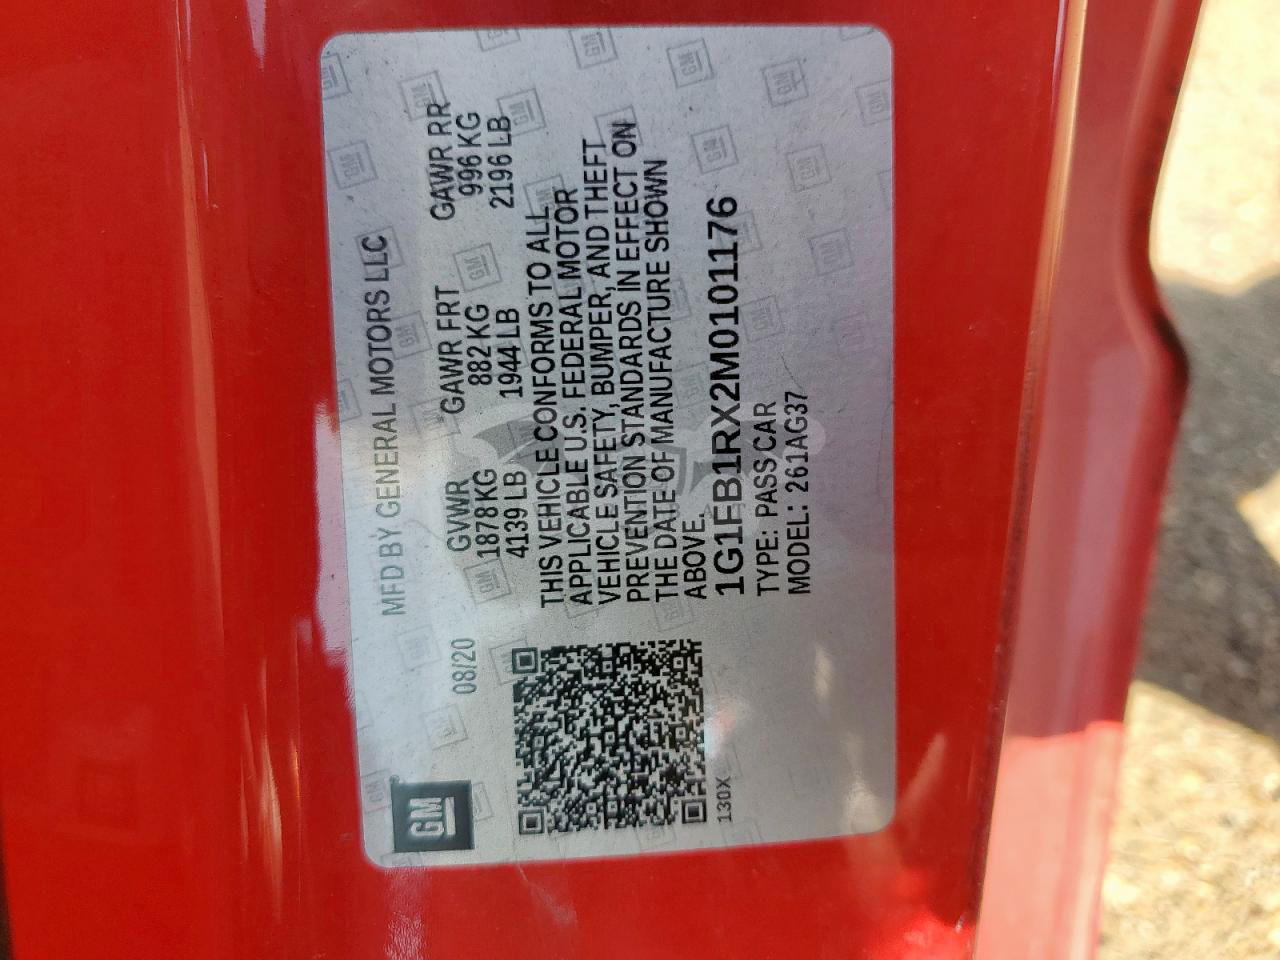 GM
MFD BY GENERAL MOTORS LLC
08/20 GVWR GAWR FRT GAWR RR
1878 KG 882 KG 996 KG
4139 LB 1944 LB 2196 LB
THIS VEHICLE CONFORMS TO ALL
APPLICABLE U.S. FEDERAL MOTOR
VEHICLE SAFETY, BUMPER, AND THEFT
PREVENTION STANDARDS IN EFFECT ON
THE DATE OF MANUFACTURE SHOWN
ABOVE.
1G1FB1RX2M0101176
TYPE: PASS CAR
MODEL: 261AG37
130X